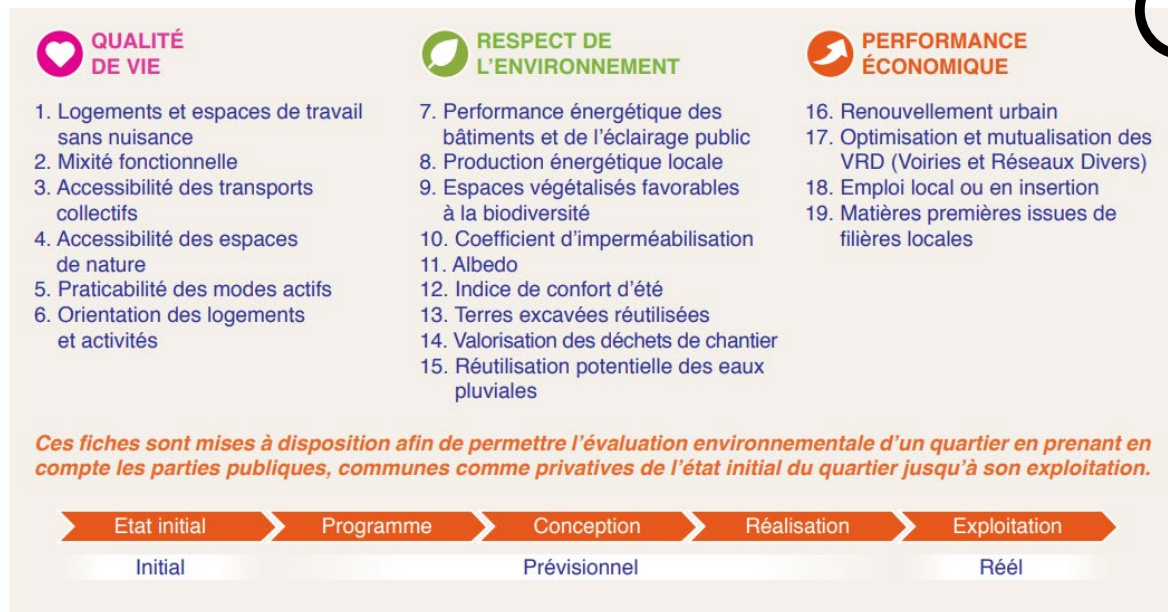 QUALITÉ
DE VIE
1. Logements et espaces de travail
sans nuisance
2. Mixité fonctionnelle
3. Accessibilité des transports
collectifs
4. Accessibilité des espaces
de nature
5. Praticabilité des modes actifs
6. Orientation des logements
et activités
RESPECT DE
L'ENVIRONNEMENT
7. Performance énergétique des
bâtiments et de l'éclairage public
8. Production énergétique locale
9. Espaces végétalisés favorables
à la biodiversité
10. Coefficient d'imperméabilisation
11. Albedo
12. Indice de confort d'été
13. Terres excavées réutilisées
14. Valorisation des déchets de chantier
15. Réutilisation potentielle des eaux
pluviales
PERFORMANCE
ÉCONOMIQUE
16. Renouvellement urbain
17. Optimisation et mutualisation des
VRD (Voiries et Réseaux Divers)
18. Emploi local ou en insertion
19. Matières premières issues de
filières locales
Ces fiches sont mises à disposition afin de permettre l'évaluation environnementale d'un quartier en prenant en
compte les parties publiques, communes comme privatives de l'état initial du quartier jusqu'à son exploitation.
Etat initial Programme Conception Réalisation Exploitation
Initial Prévisionnel Réél